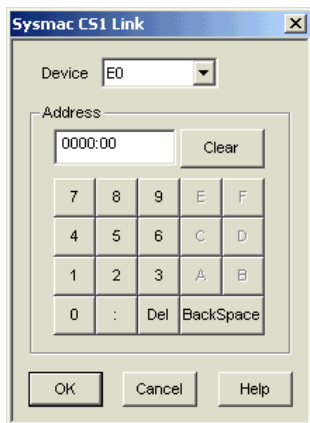 Sysmac CS1 Link
Device E0
Address
0000:00 Clear
7 8 9 E F
4 5 6 C D
1 2 3 A B
0 : Del BackSpace
OK Cancel Help